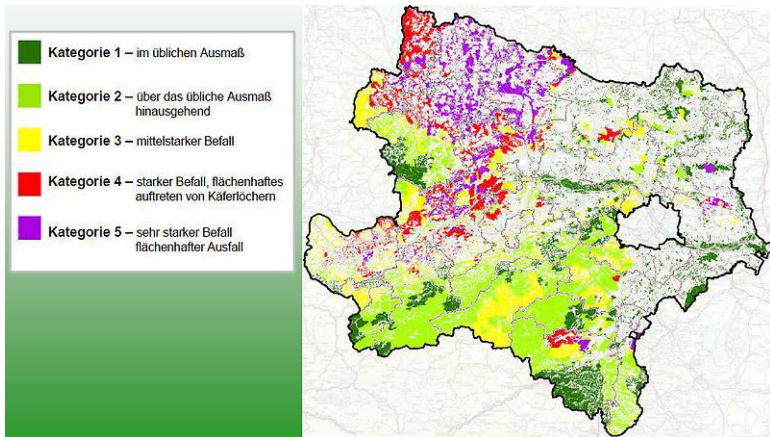 Kategorie 1 – im üblichen Ausmaß
Kategorie 2 – über das übliche Ausmaß
hinausgehend
Kategorie 3 – mittelstarker Befall
Kategorie 4 – starker Befall, flächenhaftes
auftreten von Käferlöchern
Kategorie 5 – sehr starker Befall
flächenhafter Ausfall